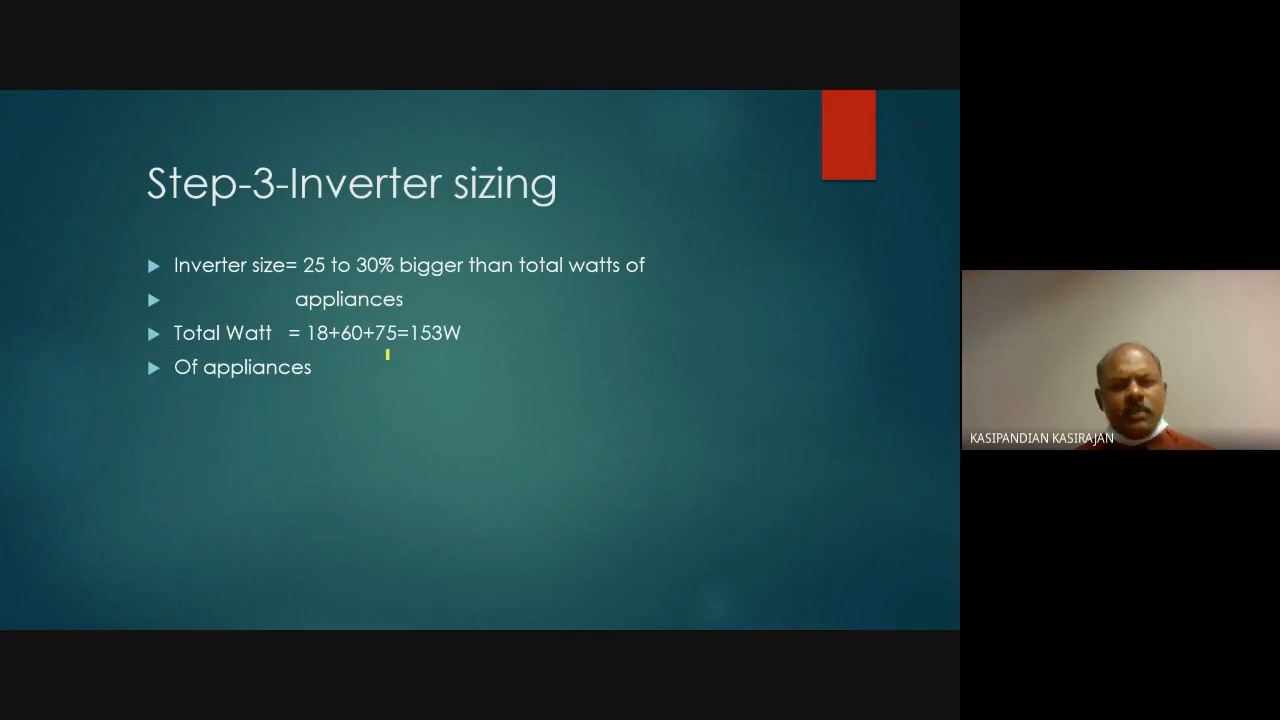 Step-3-Inverter sizing
Inverter size= 25 to 30% bigger than total watts of
appliances
Total Watt = 18+60+75=153W
Of appliances
KASIPANDIAN KASIRAJAN